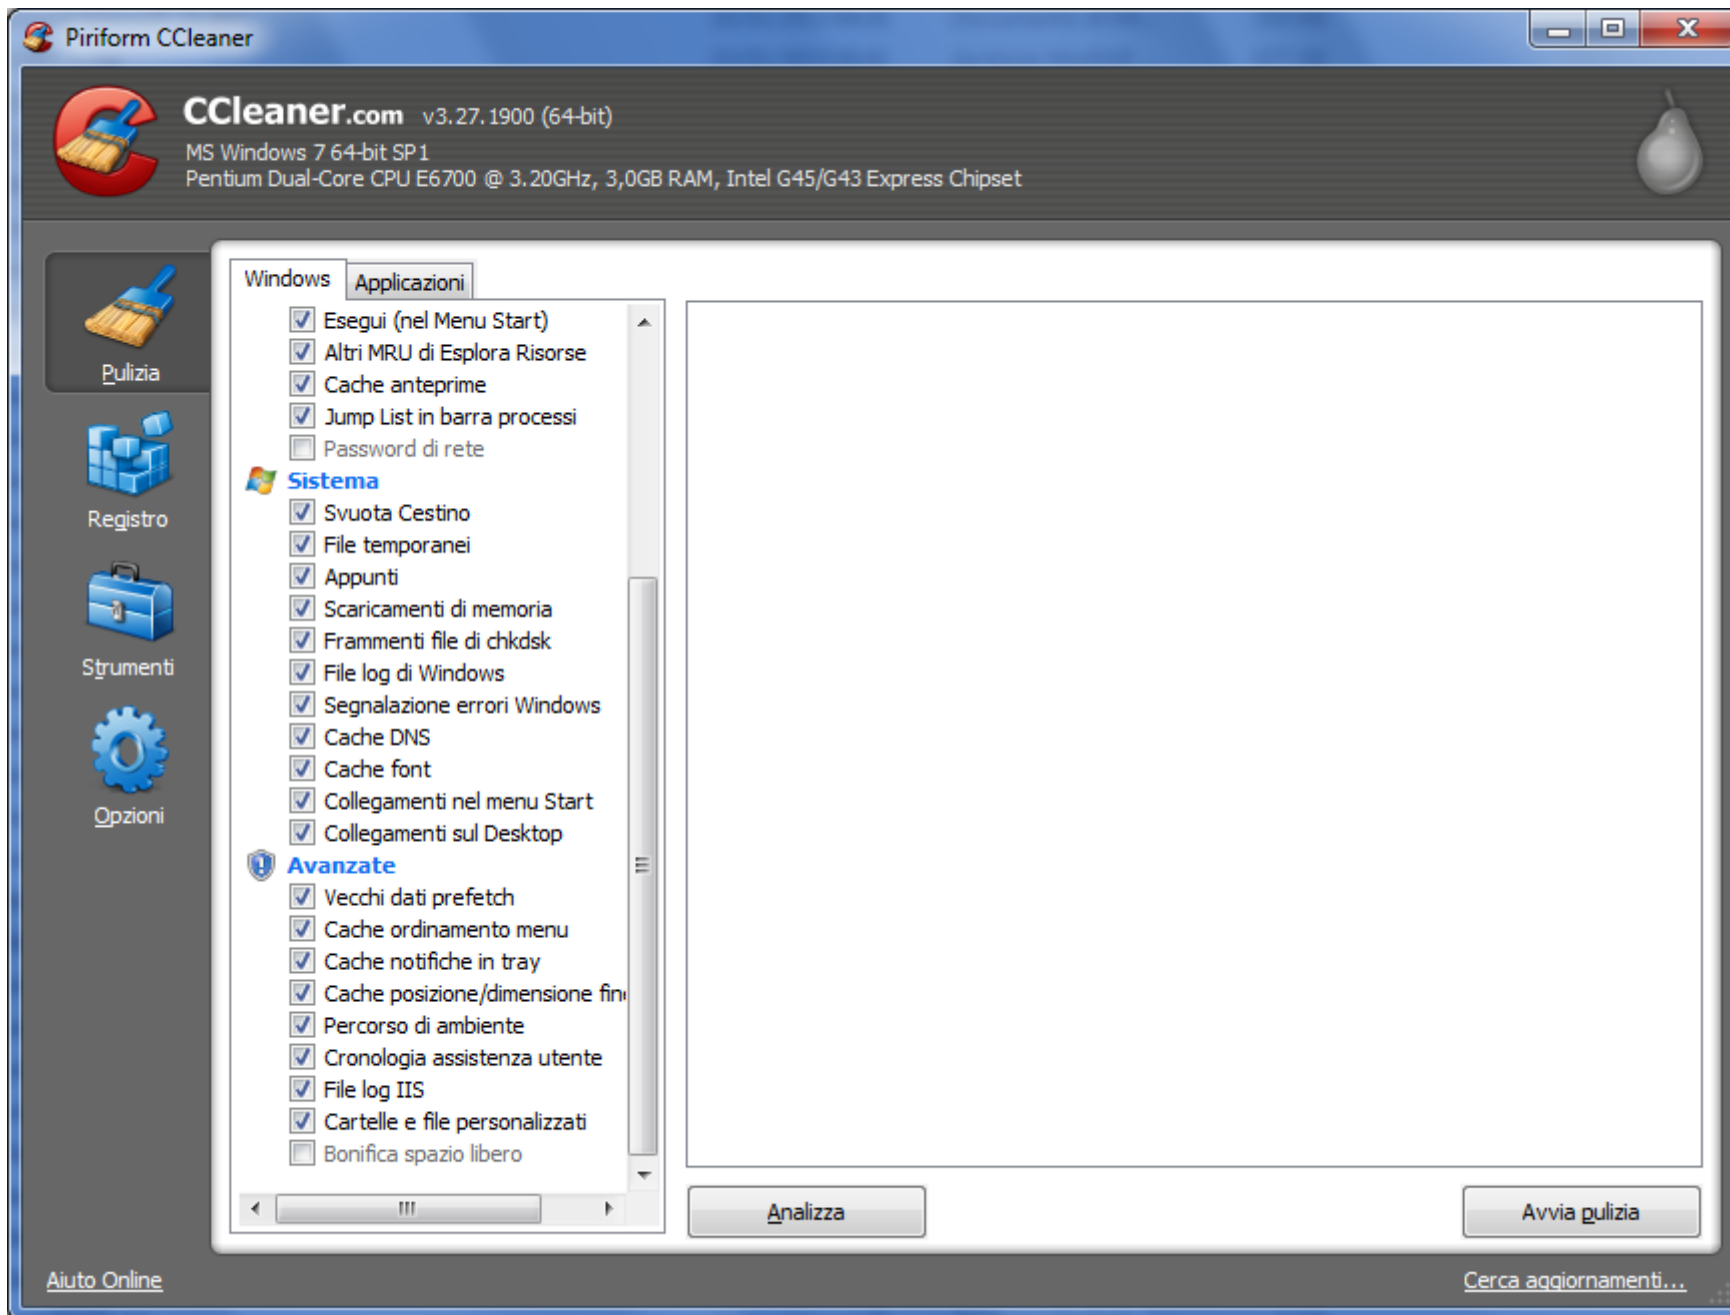 Piriform CCleaner
CCleaner.com v3.27.1900 (64-bit)
MS Windows 7 64-bit SP1
Pentium Dual-Core CPU E6700 @ 3.20GHz, 3,0GB RAM, Intel G45/G43 Express Chipset
Pulizia
Registro
Strumenti
Opzioni
Windows
Applicazioni
Esegui (nel Menu Start)
Altri MRU di Esplora Risorse
Cache anteprime
Jump List in barra processi
Password di rete
Sistema
Svuota Cestino
File temporanei
Appunti
Scaricamenti di memoria
Frammenti file di chkdsk
File log di Windows
Segnalazione errori Windows
Cache DNS
Cache font
Collegamenti nel menu Start
Collegamenti sul Desktop
Avanzate
Vecchi dati prefetch
Cache ordinamento menu
Cache notifiche in tray
Cache posizione/dimensione fin
Percorso di ambiente
Cronologia assistenza utente
File log IIS
Cartelle e file personalizzati
Bonifica spazio libero
Analizza
Avvia pulizia
Aiuto Online
Cerca aggiornamenti...